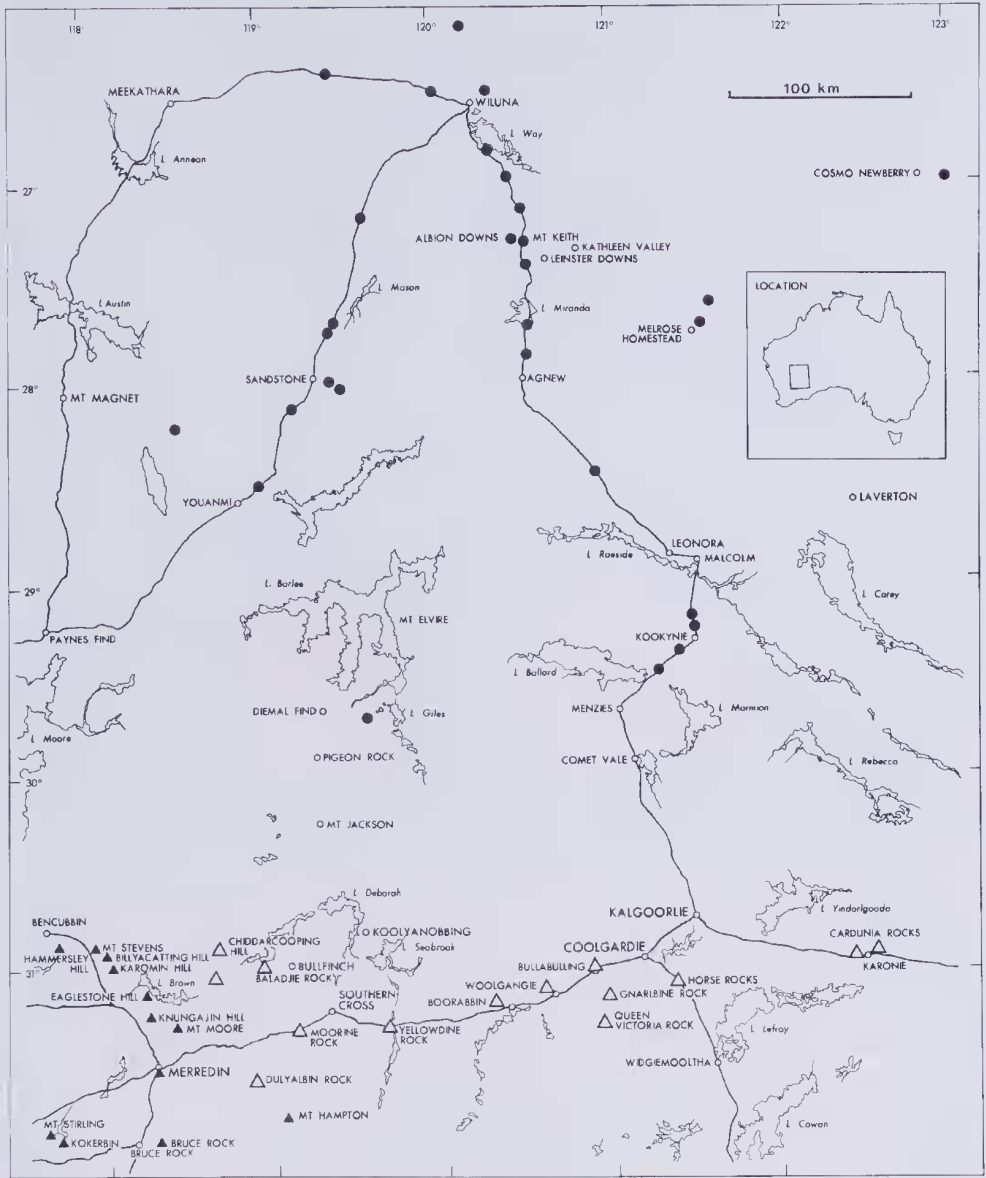 118° 119° 120° 121° 122° 123°
MEEKATHARA
100 km
WILUNA
L Way
L Annean
COSMO NEWBERRY
27°
ALBION DOWNS
MT KEITH
KATHLEEN VALLEY
LEINSTER DOWNS
LOCATION
L Mason
L Austin
L Miranda
MELROSE
HOMESTEAD
SANDSTONE
AGNEW
28°
MT MAGNET
LAVERTON
YOUANMI
LEONORA
L Raeside
MALCOLM
L. Barlee
L Carey
29°
MT ELVIRE
PAYNES FIND
KOOKYNIE
L Ballard
DIEMAL FIND
L Giles
MENZIES
L Marmion
L Moore
PIGEON ROCK
COMET VALE
L Rebecca
30°
MT JACKSON
L Deborah
KALGOORLIE
L Yindarlgooda
BENCUBBIN
KOOLYANOBBING
CARDUNIA ROCKS
MT STEVENS
CHIDDARCOOPING
HILL
L Seabrook
COOLGARDIE
HAMMERSLEY
HILL
BILLYACATTING HILL
KAROMIN HILL
BULLFINCH
BULLABULLING
KARONIE
31°
BALADJIE ROCK
HORSE ROCKS
EAGLESTONE HILL
L Brown
WOOLGANGIE
GNARLBINE ROCK
BOORABBIN
SOUTHERN
CROSS
KNUNGAJIN HILL
MT MOORE
MOORINE
ROCK
YELLOWDINE
ROCK
QUEEN
VICTORIA ROCK
L Lefroy
WIDGIEMOOLTHA
MERREDIN
DULYALBIN ROCK
MT HAMPTON
MT STIRLING
L Cowan
KOKERBIN
BRUCE ROCK
BRUCE ROCK